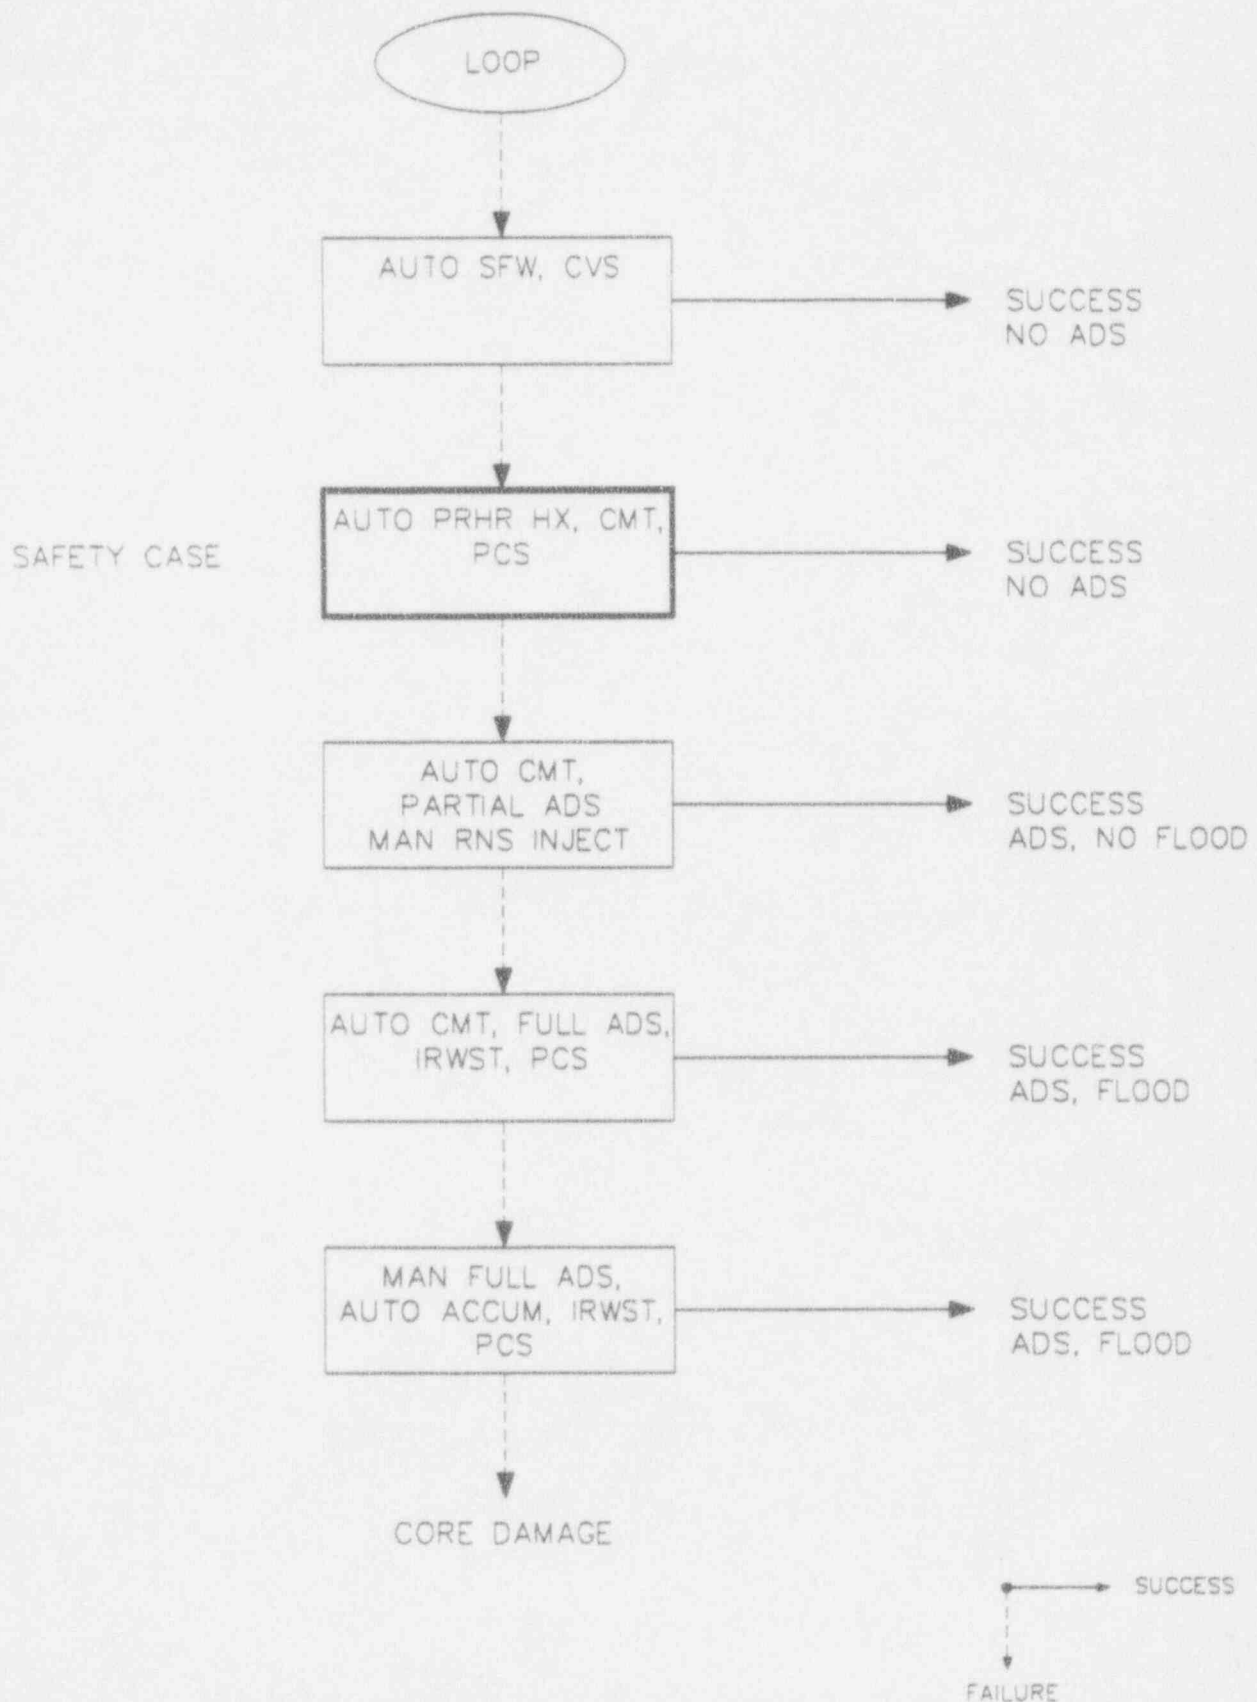 LOOP
AUTO SFW, CVS
SUCCESS
NO ADS
SAFETY CASE
AUTO PRHR HX, CMT,
PCS
SUCCESS
NO ADS
AUTO CMT,
PARTIAL ADS
MAN RNS INJECT
SUCCESS
ADS, NO FLOOD
AUTO CMT, FULL ADS,
IRWST, PCS
SUCCESS
ADS, FLOOD
MAN FULL ADS,
AUTO ACCUM, IRWST,
PCS
SUCCESS
ADS, FLOOD
CORE DAMAGE
SUCCESS
FAILURE